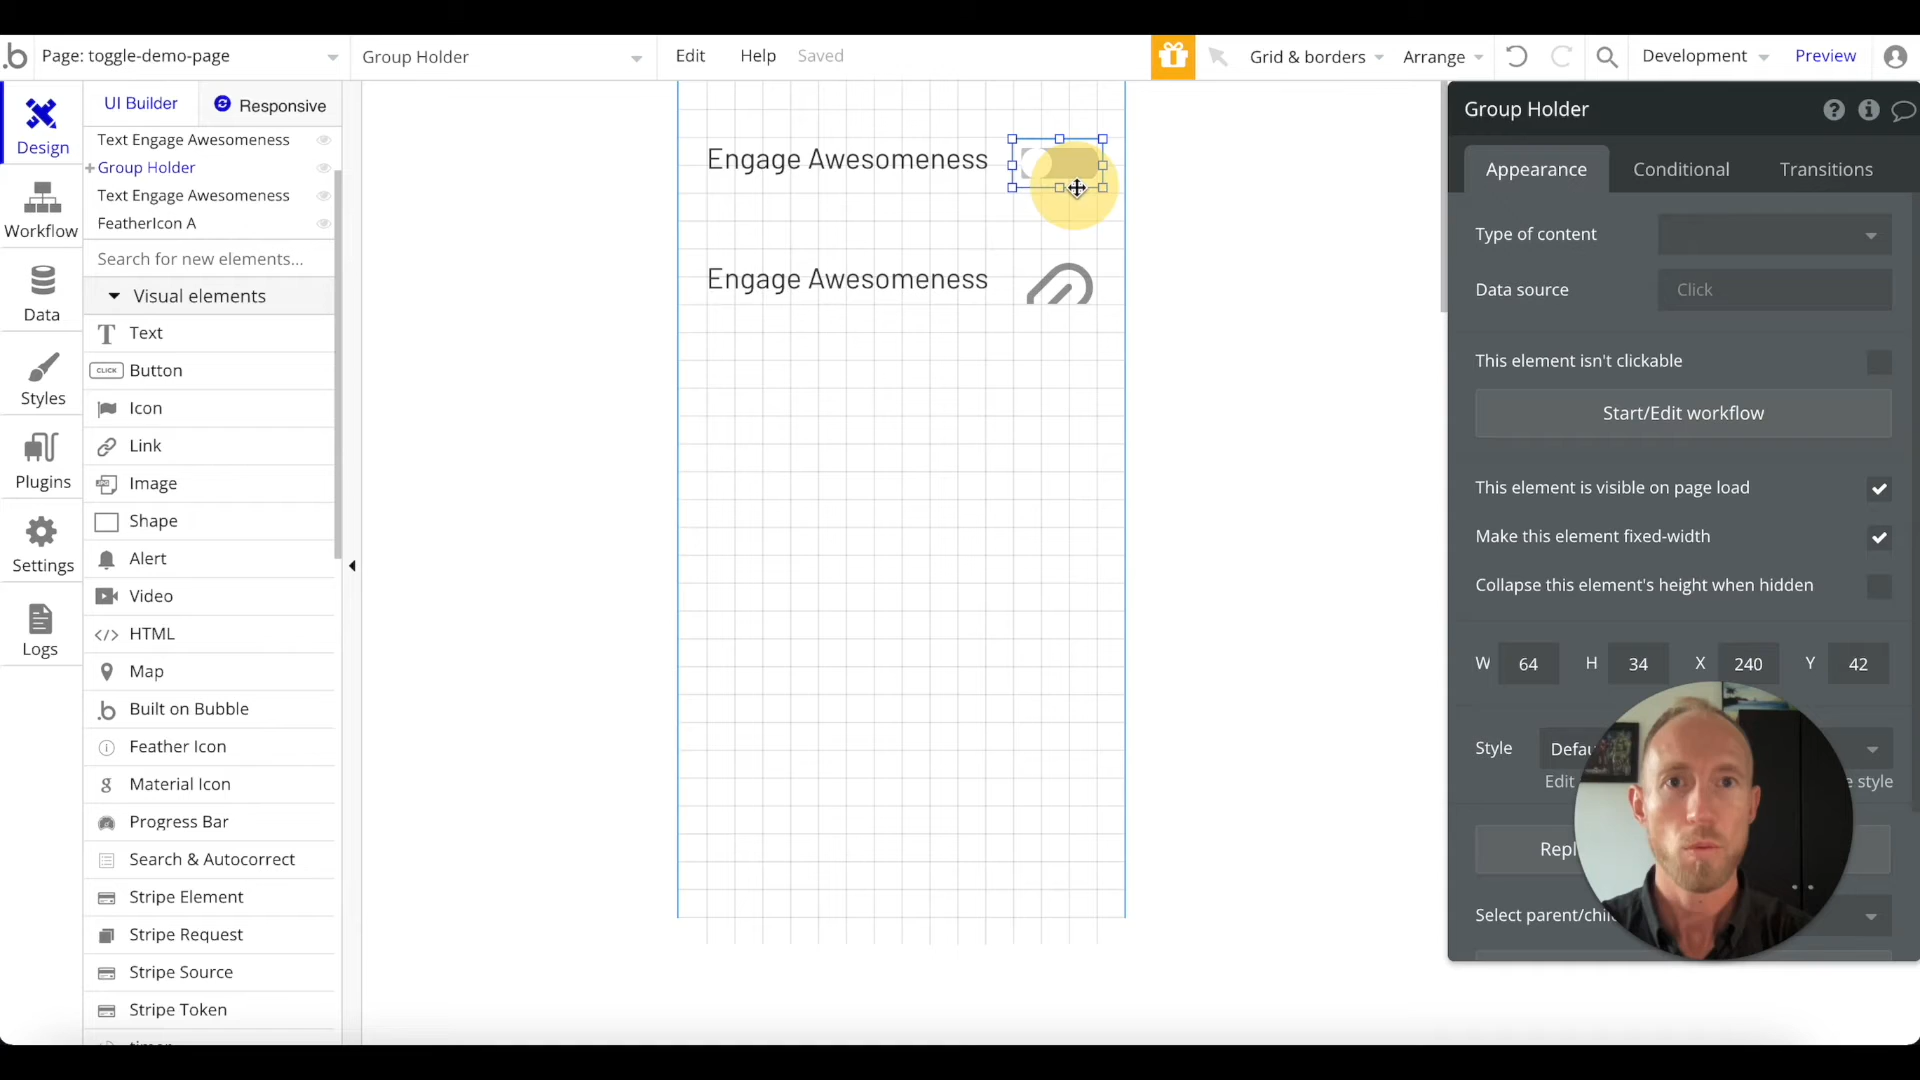 .b
Page: toggle-demo-page
Group Holder
Edit
Help
Saved
Grid & borders
Arrange
Development
Preview
Design
Workflow
Data
Styles
Plugins
Settings
Logs
UI Builder
Responsive
Text Engage Awesomeness
Group Holder
Text Engage Awesomeness
FeatherIcon A
Search for new elements...
Visual elements
Text
CLICK Button
Icon
Link
Image
Shape
Alert
Video
</> HTML
Map
Built on Bubble
Feather Icon
Material Icon
Progress Bar
Search & Autocorrect
Stripe Element
Stripe Request
Stripe Source
Stripe Token
Engage Awesomeness
Engage Awesomeness
Group Holder
Appearance
Conditional
Transitions
Type of content
Data source
Click
This element isn't clickable
Start/Edit workflow
This element is visible on page load
Make this element fixed-width
Collapse this element's height when hidden
W 64 H 34 X 240 Y 42
Style
Edit
style